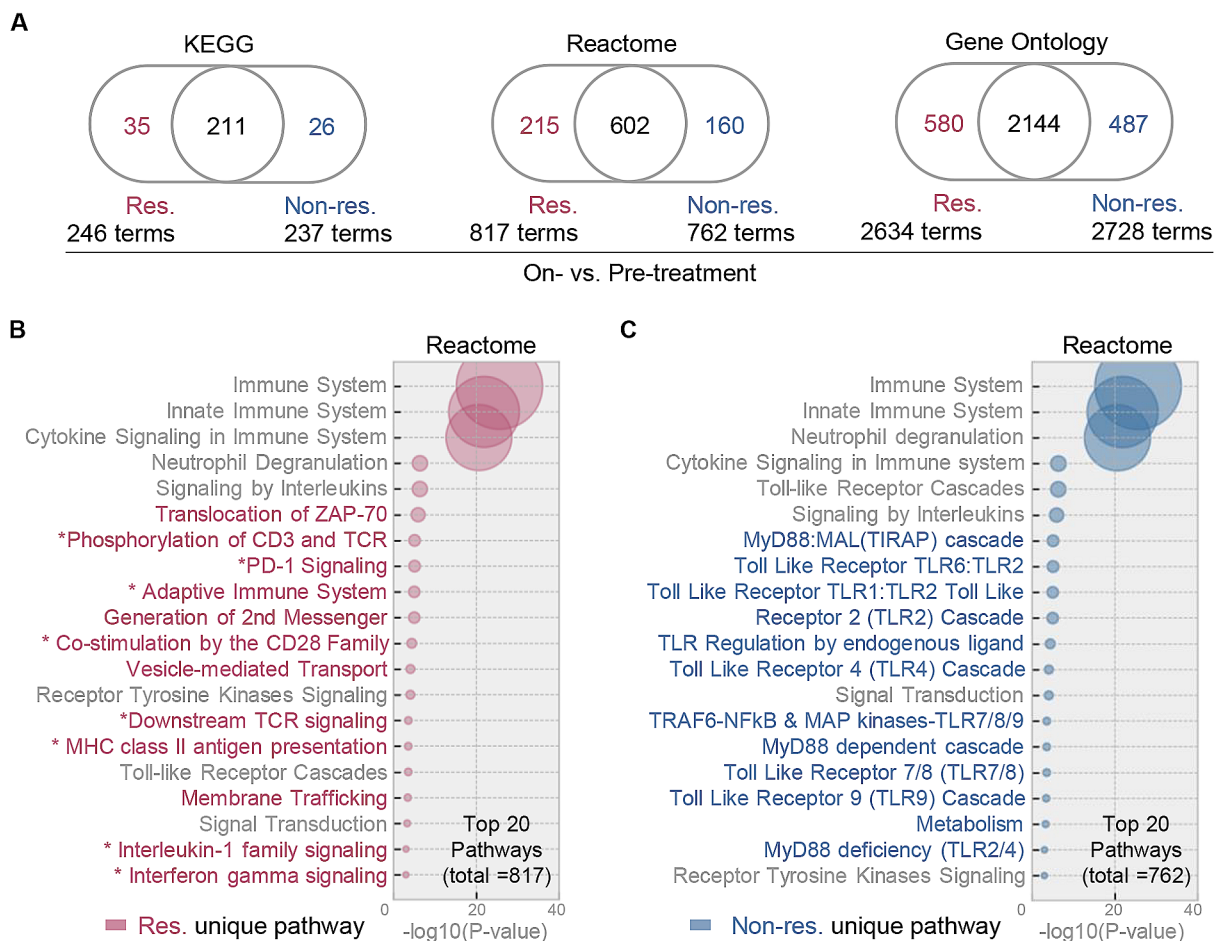 A
KEGG
35 211 26
Res. Non-res.
246 terms 237 terms
Reactome
215 602 160
Res. Non-res.
817 terms 762 terms
Gene Ontology
580 2144 487
Res. Non-res.
2634 terms 2728 terms
On- vs. Pre-treatment
B
Reactome
Immune System
Innate Immune System
Cytokine Signaling in Immune System
Neutrophil Degranulation
Signaling by Interleukins
Translocation of ZAP-70
*Phosphorylation of CD3 and TCR
*PD-1 Signaling
* Adaptive Immune System
Generation of 2nd Messenger
* Co-stimulation by the CD28 Family
Vesicle-mediated Transport
Receptor Tyrosine Kinases Signaling
*Downstream TCR signaling
* MHC class II antigen presentation
Toll-like Receptor Cascades
Membrane Trafficking
Signal Transduction
* Interleukin-1 family signaling
* Interferon gamma signaling
Top 20
Pathways
(total =817)
0 20 40
-log10(P-value)
Res. unique pathway
C
Reactome
Immune System
Innate Immune System
Neutrophil degranulation
Cytokine Signaling in Immune system
Toll-like Receptor Cascades
Signaling by Interleukins
MyD88:MAL(TIRAP) cascade
Toll Like Receptor TLR6:TLR2
Toll Like Receptor TLR1:TLR2 Toll Like
Receptor 2 (TLR2) Cascade
TLR Regulation by endogenous ligand
Toll Like Receptor 4 (TLR4) Cascade
Signal Transduction
TRAF6-NFkB & MAP kinases-TLR7/8/9
MyD88 dependent cascade
Toll Like Receptor 7/8 (TLR7/8)
Toll Like Receptor 9 (TLR9) Cascade
Metabolism
MyD88 deficiency (TLR2/4)
Receptor Tyrosine Kinases Signaling
Top 20
Pathways
(total =762)
0 20 40
-log10(P-value)
Non-res. unique pathway